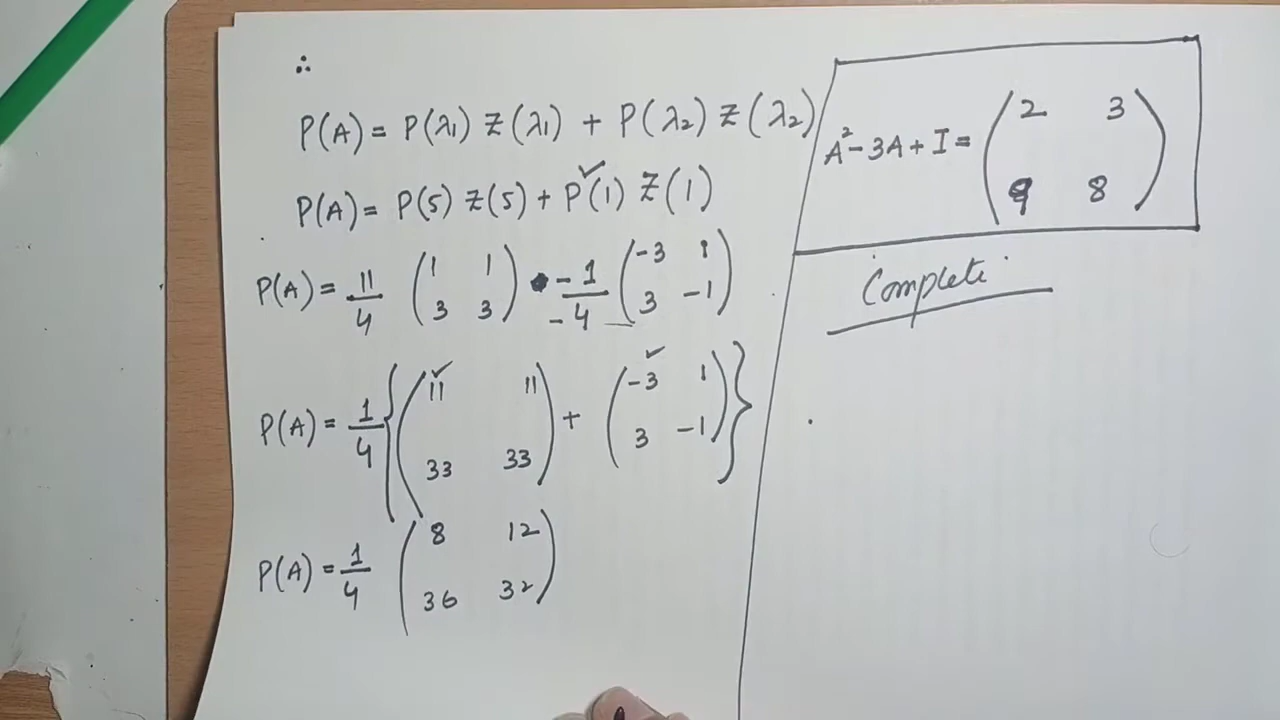 ∴
P(A) = P(λ₁) Z(λ₁) + P(λ₂) Z(λ₂)
P(A) = P(5) Z(5) + P(1) Z(1)
P(A) = 11/4 (1 1; 3 3) - 1/-4 (-3 1; 3 -1)
P(A) = 1/4 { (11 11; 33 33) + (-3 1; 3 -1) }
P(A) = 1/4 (8 12; 36 32)
A² - 3A + I = (2 3; 9 8)
Complete